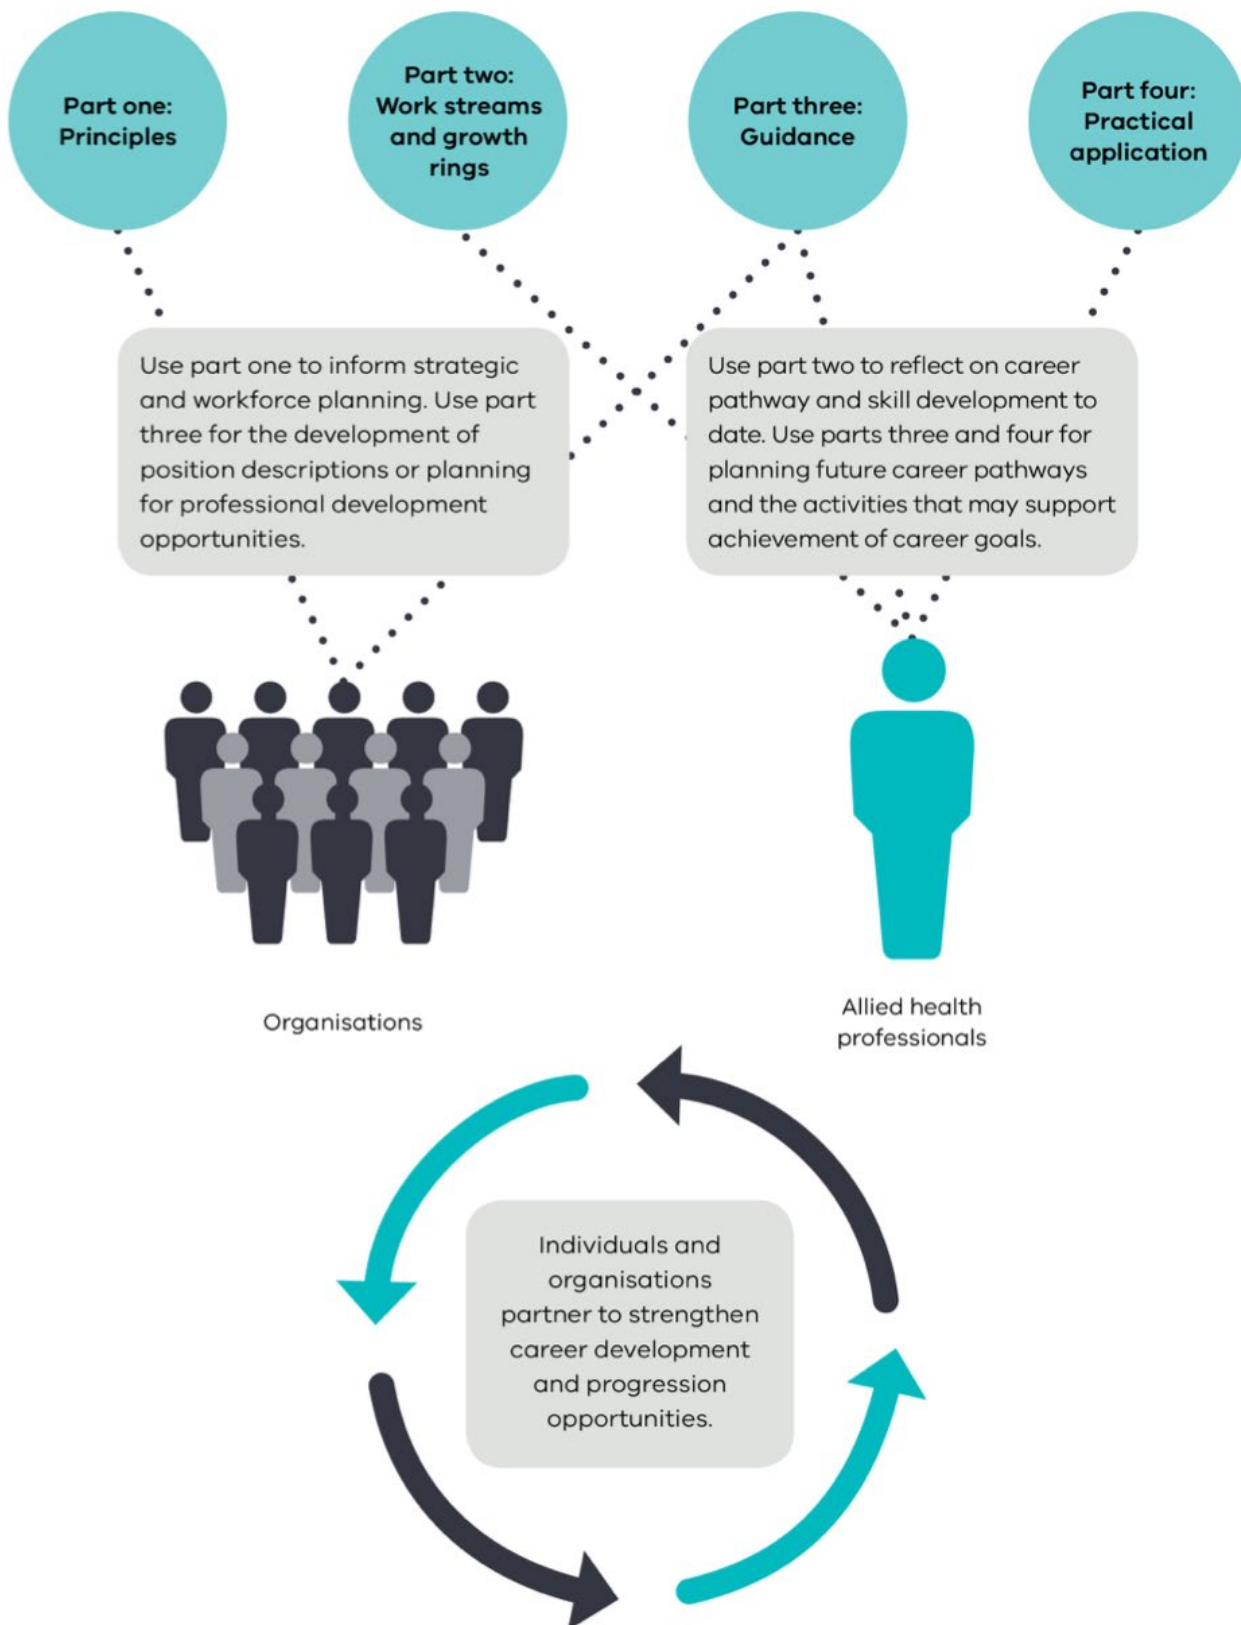 Part one:
Principles
Part two:
Work streams
and growth
rings
Part three:
Guidance
Part four:
Practical
application
Use part one to inform strategic
and workforce planning. Use part
three for the development of
position descriptions or planning
for professional development
opportunities.
Use part two to reflect on career
pathway and skill development to
date. Use parts three and four for
planning future career pathways
and the activities that may support
achievement of career goals.
Organisations
Allied health
professionals
Individuals and
organisations
partner to strengthen
career development
and progression
opportunities.